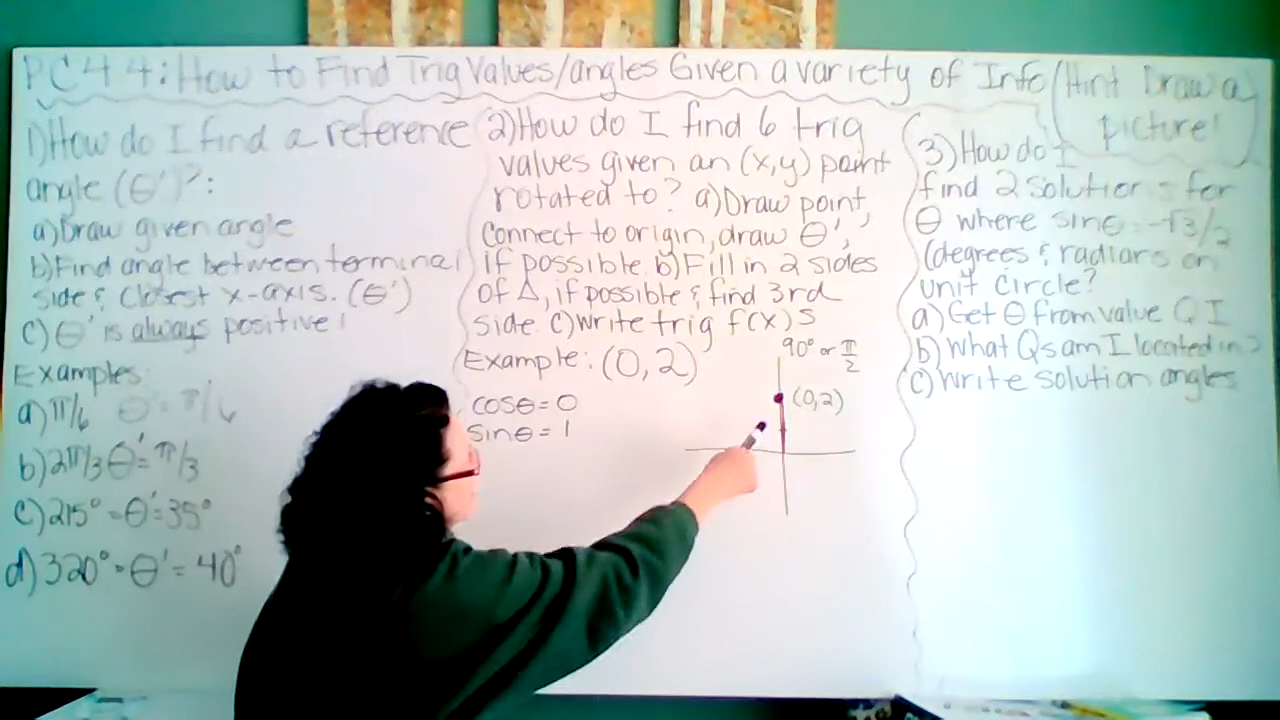 PC 4.4: How to Find Trig Values/angles Given a variety of Info (Hint Draw a picture!
1) How do I find a reference
angle (θ')?:
a) Draw given angle
b) Find angle between terminal
side & closest x-axis. (θ')
c) θ' is always positive!
Examples:
a) π/6 θ' = π/6
b) 2π/3 θ' = π/3
c) 215° = θ' = 35°
d) 320° = θ' = 40°
2) How do I find 6 trig
values given an (x,y) point
rotated to? a) Draw point,
connect to origin, draw θ',
if possible. b) Fill in 2 sides
of Δ, if possible & find 3rd
side. c) Write trig f(x)s
Example: (0,2)
cosθ = 0
sinθ = 1
90° or π/2
(0,2)
3) How do I
find 2 solutions for
θ where sinθ = -√3/2
(degrees & radians on
unit circle?
a) Get θ from value QI
b) What Qs am I located in?
c) Write solution angles